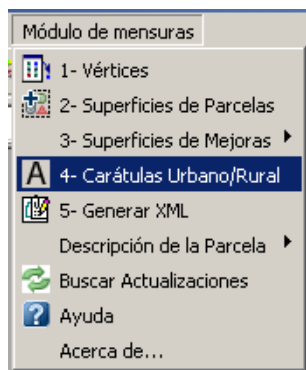 Módulo de mensuras
1- Vértices
2- Superficies de Parcelas
3- Superficies de Mejoras
4- Carátulas Urbano/Rural
5- Generar XML
Descripción de la Parcela
Buscar Actualizaciones
Ayuda
Acerca de...